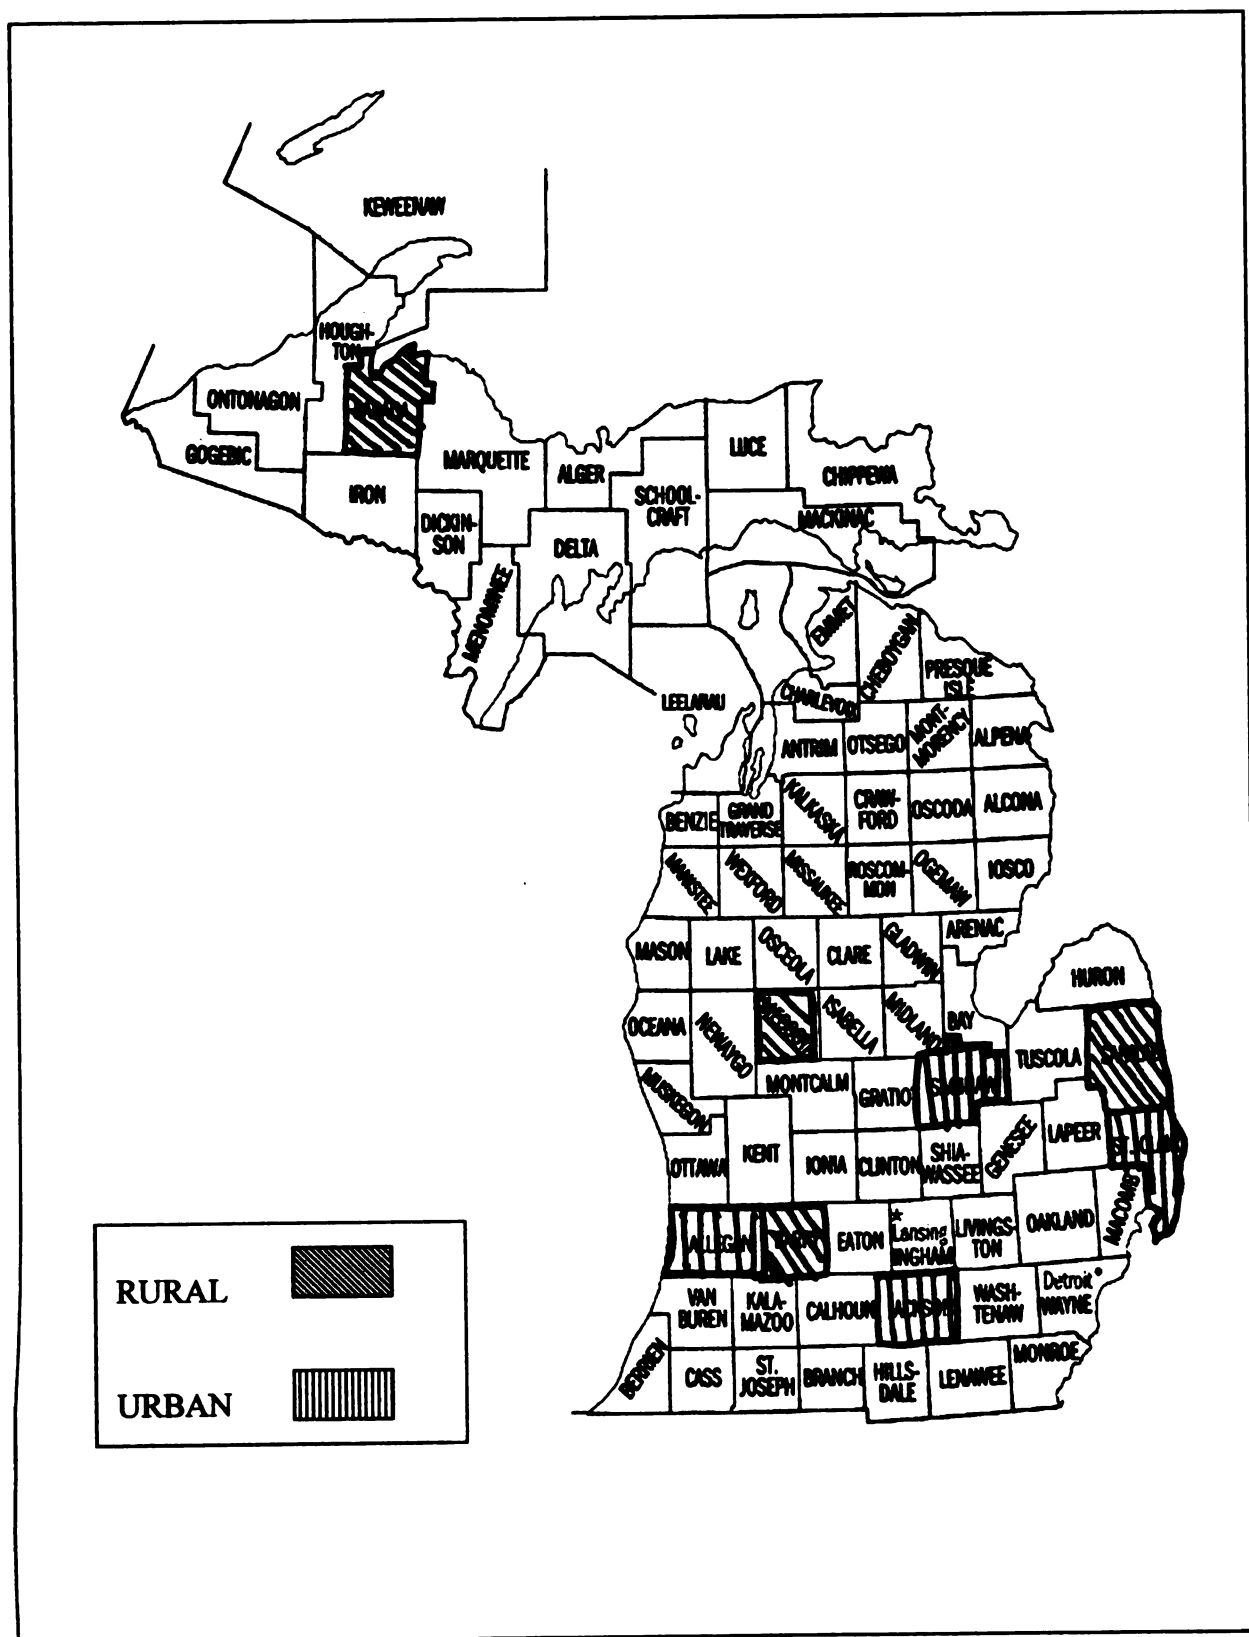 KEWEENAW
HOUGH-
TON
ONTONAGON
GOGEBIC
MARQUETTE
ALGER
LUCE
CHIPPEWA
IRON
SCHOOL-
CRAFT
MACKINAC
DICKIN-
SON
DELTA
MENOMINEE
EMMET
CHEBOYGAN
PRESQUE
ISLE
LEELANAU
CHARLEVOIX
ANTRIM
OTSEGO
MONT-
MORENCY
ALPENA
BENZIE
GRAND
TRAVERSE
KALKASKA
CRAW-
FORD
OSCODA
ALCONA
MANISTEE
WEXFORD
MISSAUKEE
ROSCOM-
MON
OGEMAW
IOSCO
MASON
LAKE
OSCEOLA
CLARE
GLADWIN
ARENAC
HURON
OCEANA
NEWAYGO
ISABELLA
MIDLAND
BAY
TUSCOLA
MUSKEGON
MONTCALM
GRATIOT
SAGINAW
OTTAWA
KENT
IONIA
CLINTON
SHIA-
WASSEE
GENESEE
LAPEER
ST. CLAIR
ALLEGAN
EATON
* Lansing
INGHAM
LIVINGS-
TON
OAKLAND
MACOMB
VAN
BUREN
KALA-
MAZOO
CALHOUN
JACKSON
WASH-
TENAW
Detroit
WAYNE
BERRIEN
CASS
ST.
JOSEPH
BRANCH
HILLS-
DALE
LENAWEE
MONROE
RURAL
URBAN